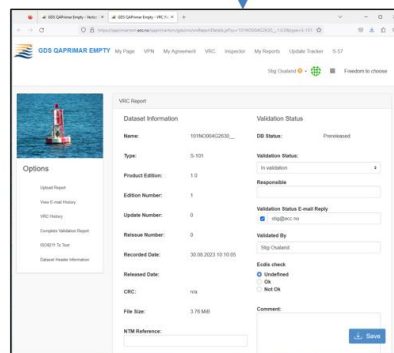 GDS QAPrimar Empty - VRC Hi
GDS QAPRIMAR EMPTY
My Page VPN My Agreement VRC Inspector My Reports Update Tracker S-57
Stig Osaland
Freedom to choose
Options
Upload Report
View E-mail History
VRC History
Complete Validation Report
ISO8211 To Text
Dataset Header Information
VRC Report
Dataset Information
Name: 101NO004C2630__
Type: S-101
Product Edition: 1.0
Edition Number: 1
Update Number: 0
Reissue Number: 0
Recorded Date: 30.08.2023 10:10:05
Released Date:
CRC: n/a
File Size: 3.76 MiB
NTM Reference:
Validation Status
DB Status: Prereleased
Validation Status:
In validation
Responsible
Validation Status E-mail Reply
stig@ecc.no
Validated By
Stig Osaland
Ecdis check
Undefined
Ok
Not Ok
Comment:
Save